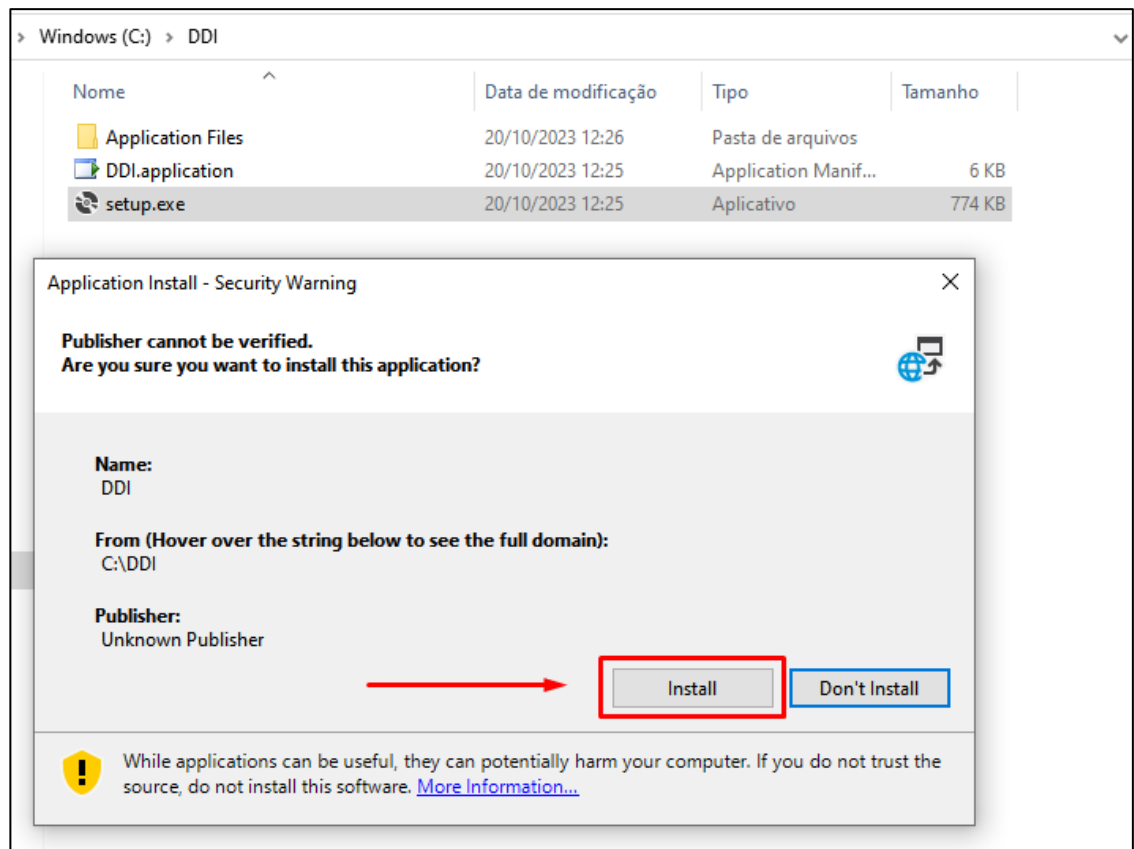 Windows (C:) > DDI
Nome Data de modificação Tipo Tamanho
Application Files 20/10/2023 12:26 Pasta de arquivos
DDI.application 20/10/2023 12:25 Application Manif... 6 KB
setup.exe 20/10/2023 12:25 Aplicativo 774 KB
Application Install - Security Warning
Publisher cannot be verified.
Are you sure you want to install this application?
Name:
DDI
From (Hover over the string below to see the full domain):
C:\DDI
Publisher:
Unknown Publisher
Install Don't Install
While applications can be useful, they can potentially harm your computer. If you do not trust the
source, do not install this software. More Information...